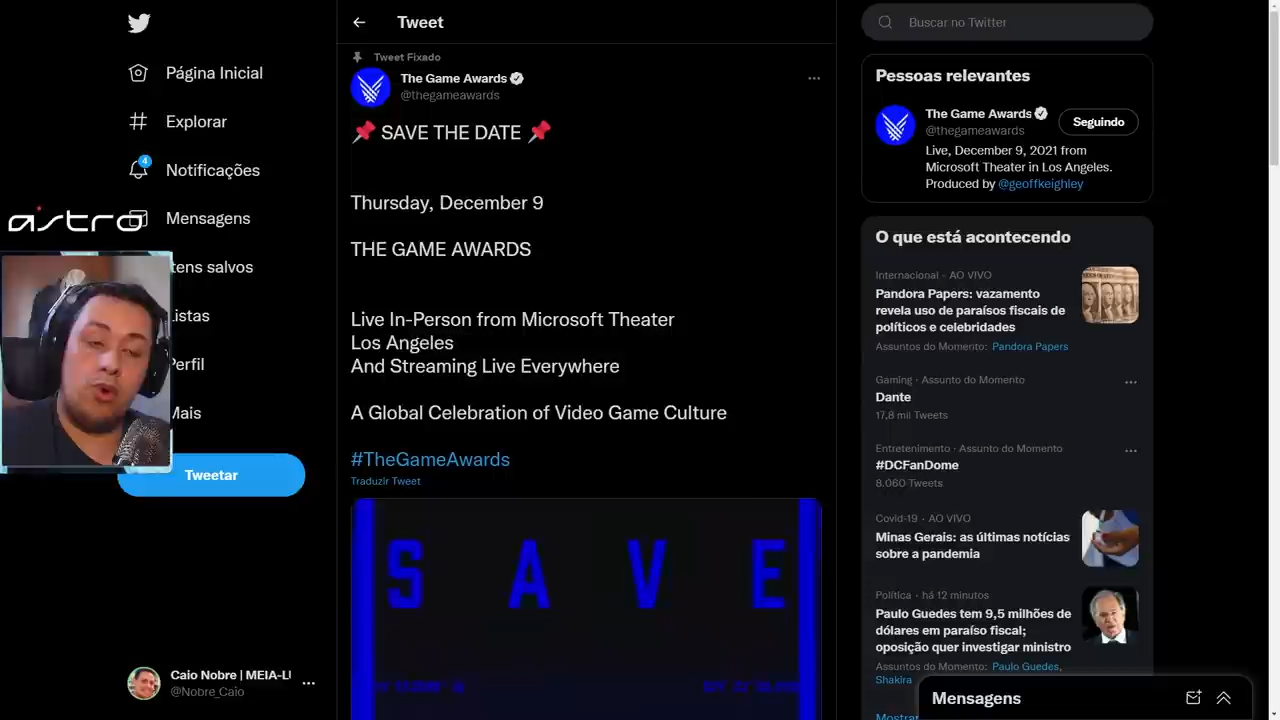 Tweet
Buscar no Twitter
Página Inicial
Explorar
4
Notificações
Mensagens
Itens salvos
Listas
Perfil
Mais
Tweetar
Caio Nobre | MEIA-LU
@Nobre_Caio
astro
Tweet Fixado
The Game Awards
@thegameawards
SAVE THE DATE
Thursday, December 9
THE GAME AWARDS
Live In-Person from Microsoft Theater
Los Angeles
And Streaming Live Everywhere
A Global Celebration of Video Game Culture
#TheGameAwards
Traduzir Tweet
S A V E
Pessoas relevantes
The Game Awards
@thegameawards
Seguindo
Live, December 9, 2021 from
Microsoft Theater in Los Angeles.
Produced by @geoffkeighley
O que está acontecendo
Internacional · AO VIVO
Pandora Papers: vazamento
revela uso de paraísos fiscais de
políticos e celebridades
Assuntos do Momento: Pandora Papers
Gaming · Assunto do Momento
Dante
17,8 mil Tweets
Entretenimento · Assunto do Momento
#DCFanDome
8.060 Tweets
Covid-19 · AO VIVO
Minas Gerais: as últimas notícias
sobre a pandemia
Política · há 12 minutos
Paulo Guedes tem 9,5 milhões de
dólares em paraíso fiscal;
oposição quer investigar ministro
Assuntos do Momento: Paulo Guedes,
Shakira
Mostrar
Mensagens